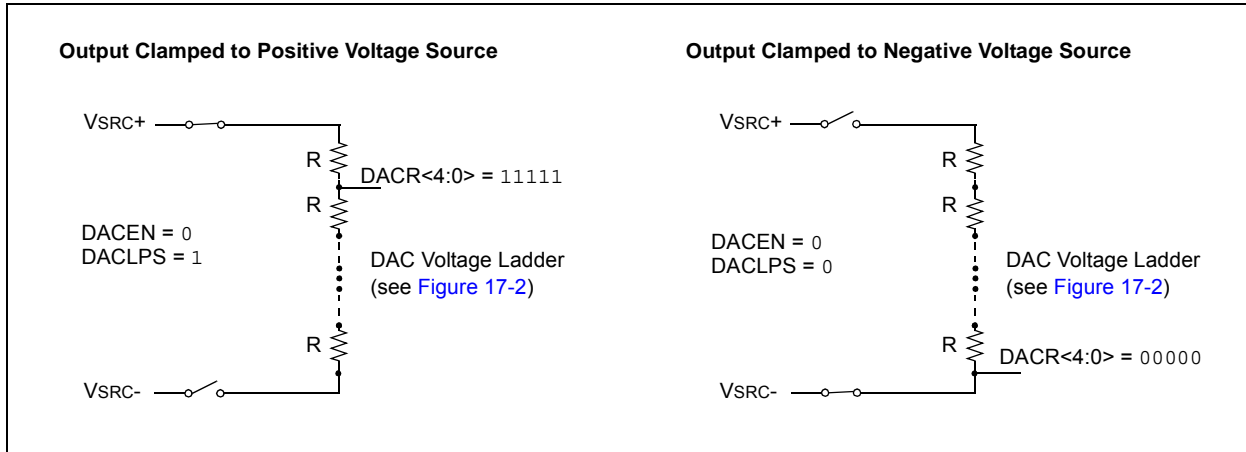 Output Clamped to Positive Voltage Source
VSRC+
R
DACR<4:0> = 11111
R
DACEN = 0
DACLPS = 1
DAC Voltage Ladder
(see Figure 17-2)
R
VSRC-
Output Clamped to Negative Voltage Source
VSRC+
R
R
DACEN = 0
DACLPS = 0
DAC Voltage Ladder
(see Figure 17-2)
R
DACR<4:0> = 00000
VSRC-